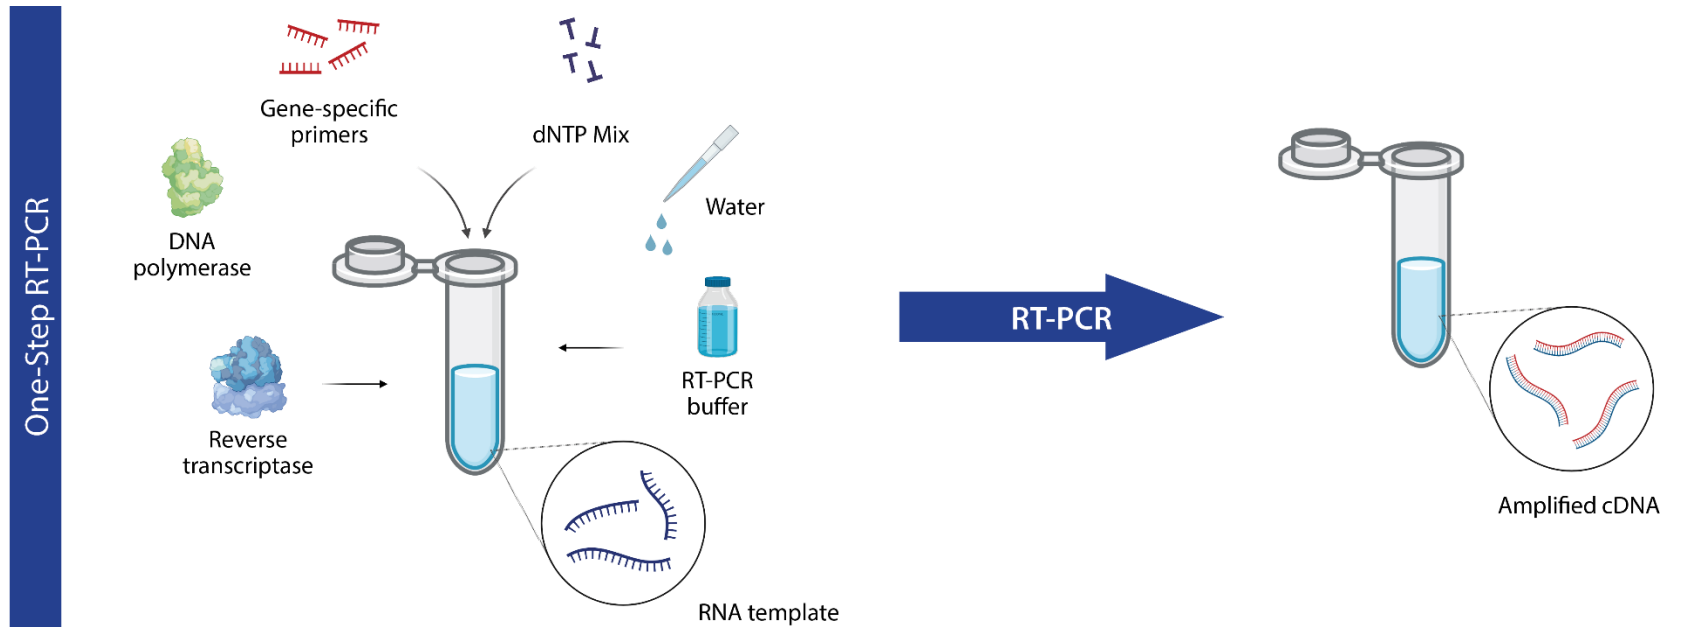 One-Step RT-PCR
Gene-specific
primers
dNTP Mix
DNA
polymerase
Water
Reverse
transcriptase
RT-PCR
buffer
RNA template
RT-PCR
Amplified cDNA